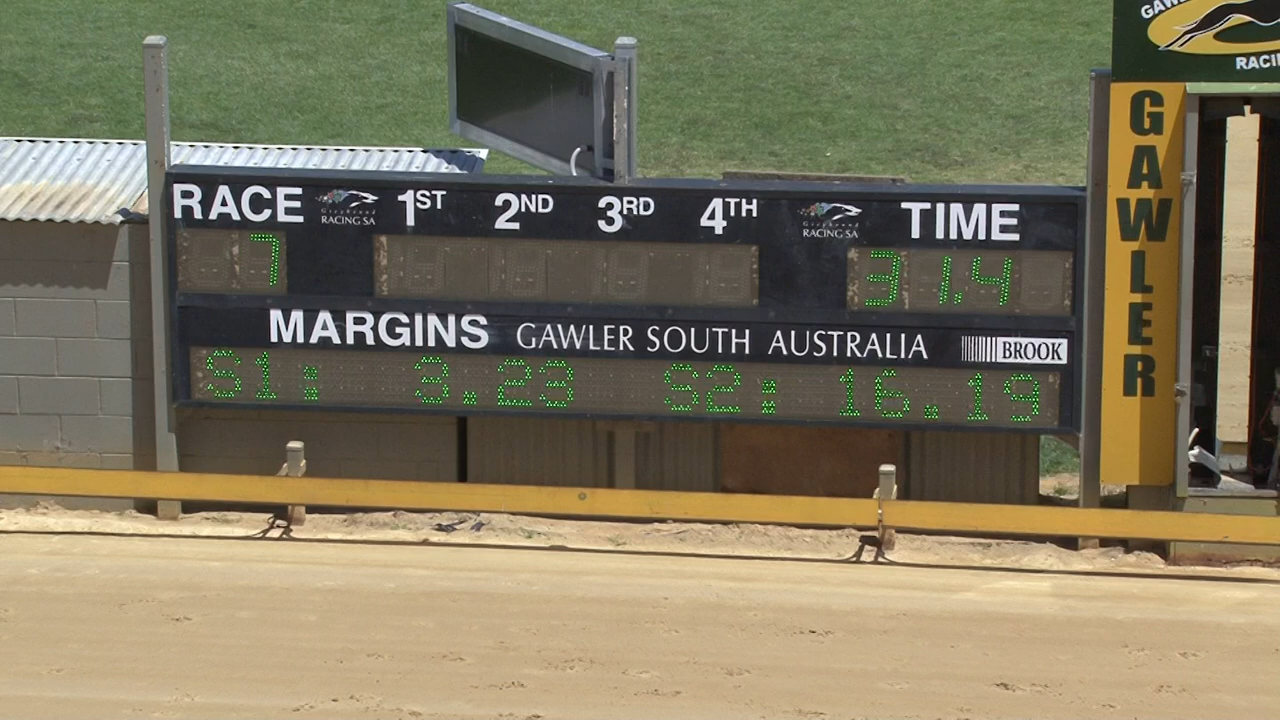 GAWLER
RACI
RACE Greyhound RACING SA 1ST 2ND 3RD 4TH Greyhound RACING SA TIME
7 31.4
MARGINS GAWLER SOUTH AUSTRALIA BROOK
S1: 3.23 S2: 16.19